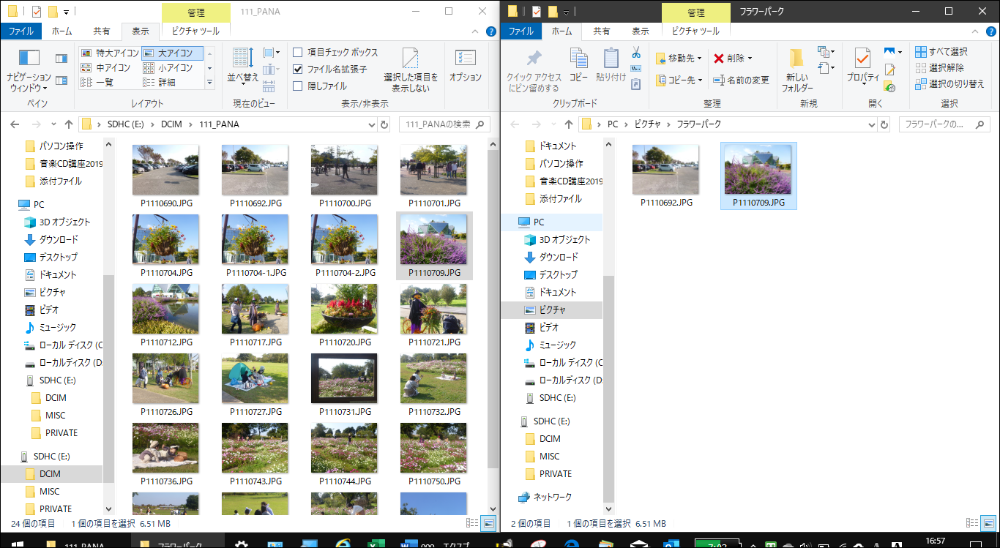 111_PANA
管理
ファイル ホーム 共有 表示 ピクチャ ツール
ナビゲーション
ウィンドウ
ペイン
特大アイコン 大アイコン
中アイコン 小アイコン
一覧 詳細
レイアウト
並べ替え
現在のビュー
項目チェック ボックス
ファイル名拡張子
隠しファイル
選択した項目を
表示しない
表示/非表示
オプション
SDHC (E:) DCIM 111_PANA
111_PANAの検索
パソコン操作
音楽CD講座2019
添付ファイル
PC
3D オブジェクト
ダウンロード
デスクトップ
ドキュメント
ピクチャ
ビデオ
ミュージック
ローカル ディスク (C
ローカルディスク (D:
SDHC (E:)
DCIM
MISC
PRIVATE
SDHC (E:)
DCIM
MISC
PRIVATE
P1110690.JPG P1110692.JPG P1110700.JPG P1110701.JPG
P1110704.JPG P1110704-1.JPG P1110704-2.JPG P1110709.JPG
P1110712.JPG P1110717.JPG P1110720.JPG P1110721.JPG
P1110726.JPG P1110727.JPG P1110731.JPG P1110732.JPG
P1110736.JPG P1110743.JPG P1110744.JPG P1110750.JPG
24 個の項目 1 個の項目を選択 6.51 MB
管理
フラワーパーク
ファイル ホーム 共有 表示 ピクチャ ツール
クイック アクセス
にピン留めする
コピー
貼り付け
クリップボード
移動先 削除
コピー先 名前の変更
整理
新しい
フォルダー
新規
プロパティ
開く
すべて選択
選択解除
選択の切り替え
選択
PC ピクチャ フラワーパーク
フラワーパークの...
ドキュメント
パソコン操作
音楽CD講座2019
添付ファイル
PC
3D オブジェクト
ダウンロード
デスクトップ
ドキュメント
ピクチャ
ビデオ
ミュージック
ローカル ディスク (C
ローカルディスク (D:
SDHC (E:)
SDHC (E:)
DCIM
MISC
PRIVATE
ネットワーク
P1110692.JPG P1110709.JPG
2 個の項目 1 個の項目を選択 6.51 MB
111_PANA
フラワーパーク
16:57